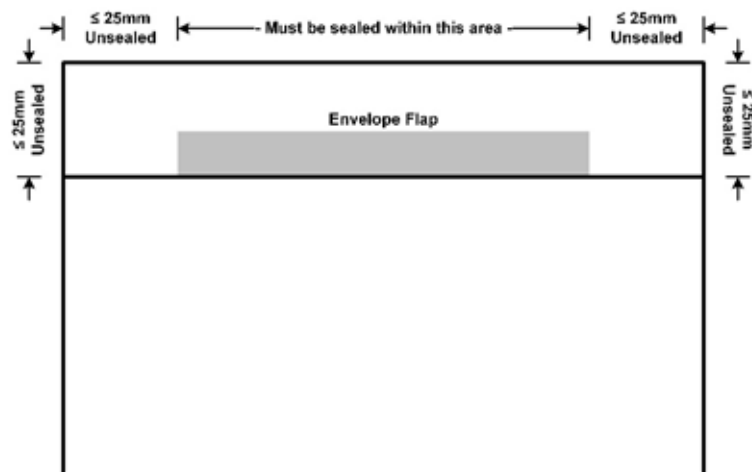 ≤ 25mm
Unsealed
Must be sealed within this area
≤ 25mm
Unsealed
≤ 25mm
Unsealed
Envelope Flap
≤ 25mm
Unsealed